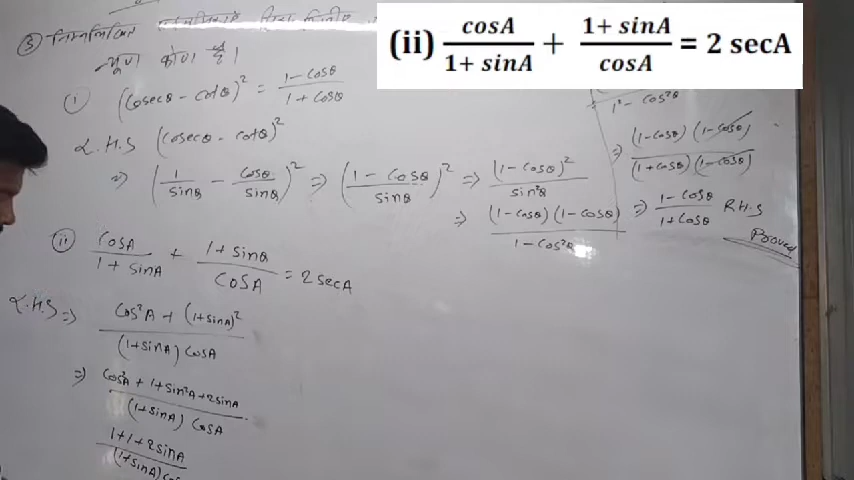 (ii) cosA / 1+ sinA + 1+ sinA / cosA = 2 secA
③ निम्नलिखित
न्यून कोण है।
(i) (Cosecθ - Cotθ)² = 1 - Cosθ / 1 + Cosθ
L.H.S (Cosecθ - Cotθ)²
⇒ (1/Sinθ - Cosθ/Sinθ)² ⇒ (1 - Cosθ / Sinθ)² ⇒ (1 - Cosθ)² / Sin²θ
⇒ (1-Cosθ) (1-Cosθ) / 1 - Cos²θ
1² - Cos²θ
⇒ (1-Cosθ) (1-Cosθ) / (1+Cosθ) (1-Cosθ)
⇒ 1 - Cosθ / 1+Cosθ R.H.S
Prooved
(ii) CosA / 1 + SinA + 1 + Sinθ / CosA = 2 SecA
L.H.S ⇒ Cos²A + (1+SinA)² / (1+SinA) CosA
⇒ Cos²A + 1+Sin²A+2SinA / (1+SinA) CosA
1+1+2SinA / (1+SinA)